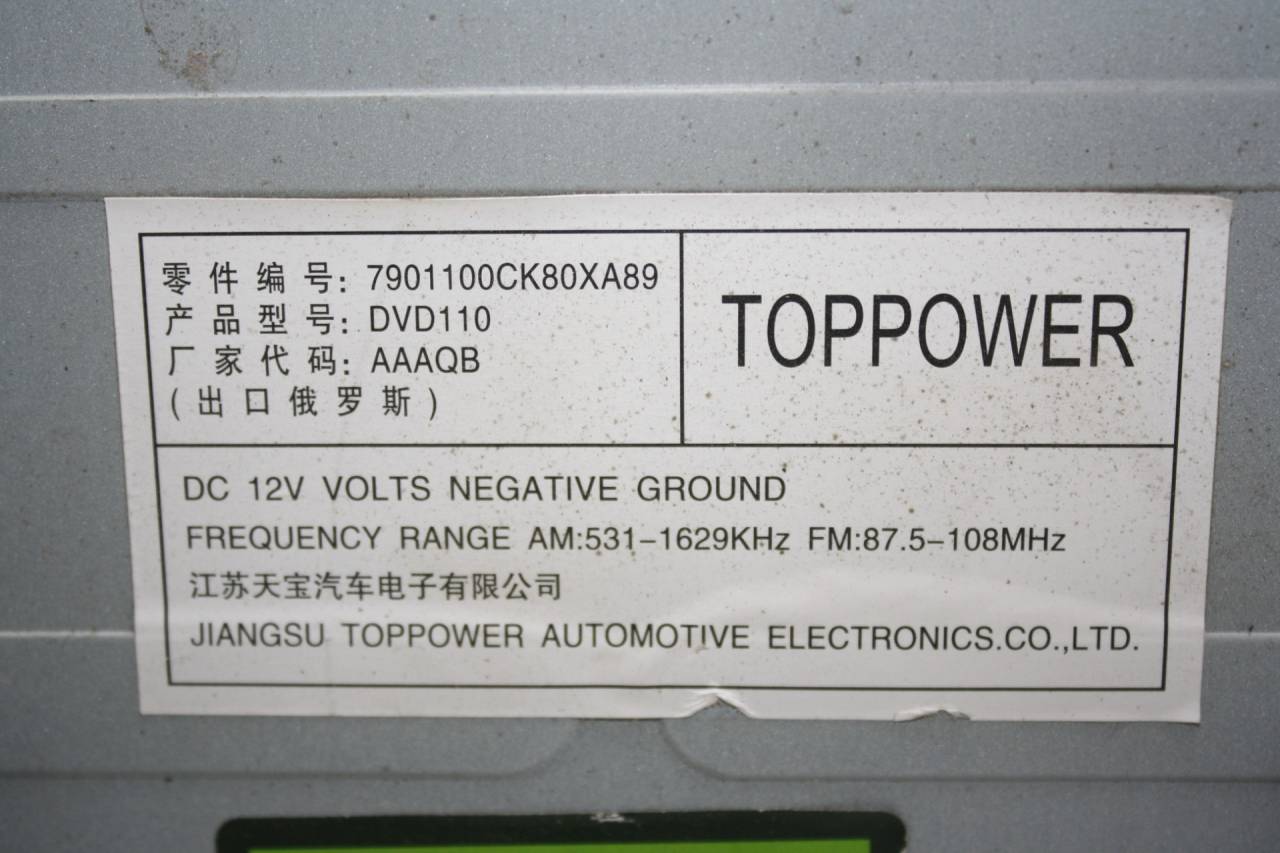 零件编号: 7901100CK80XA89
产品型号: DVD110
厂家代码: AAAQB
(出口俄罗斯)
TOPPOWER
DC 12V VOLTS NEGATIVE GROUND
FREQUENCY RANGE AM:531-1629KHz FM:87.5-108MHz
江苏天宝汽车电子有限公司
JIANGSU TOPPOWER AUTOMOTIVE ELECTRONICS.CO.,LTD.